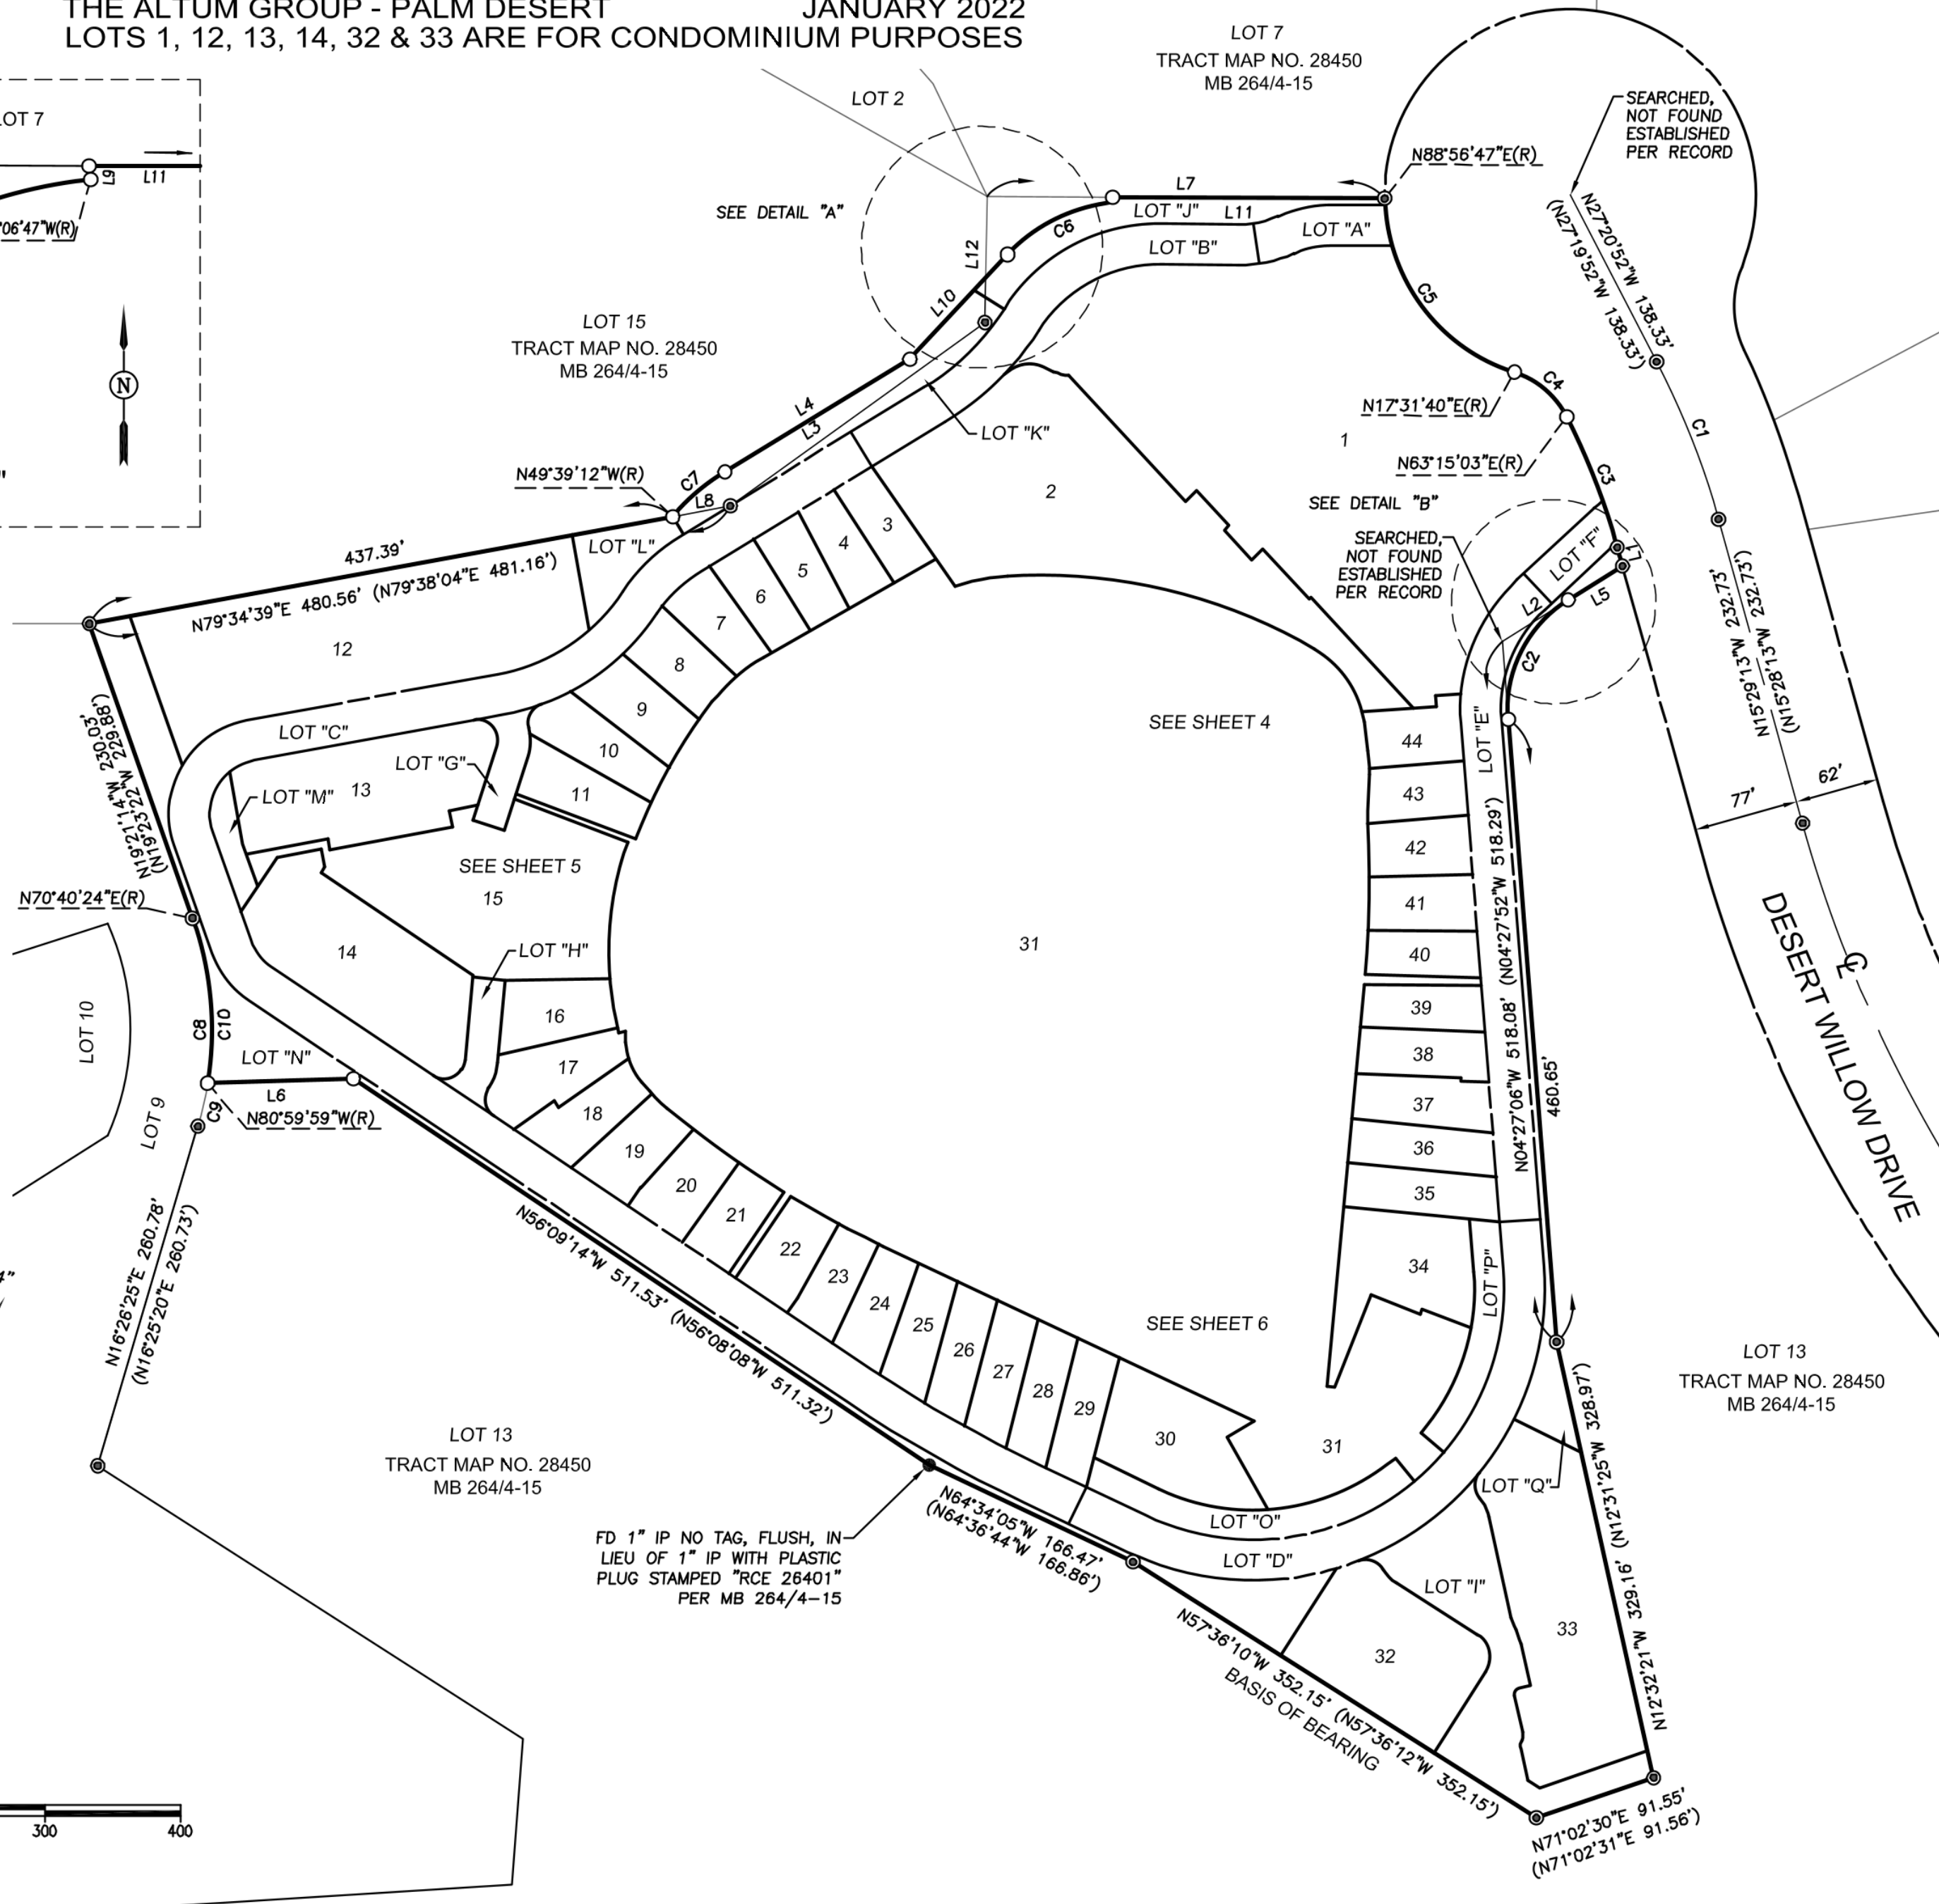 THE ALTUM GROUP - PALM DESERT JANUARY 2022
LOTS 1, 12, 13, 14, 32 & 33 ARE FOR CONDOMINIUM PURPOSES
LOT 7
L9
L11
06'47"W(R)
N
LOT 2
LOT 7
TRACT MAP NO. 28450
MB 264/4-15
SEARCHED,
NOT FOUND
ESTABLISHED
PER RECORD
N88°56'47"E(R)
N27°20'52"W 138.33'
(N27°19'52"W 138.33')
SEE DETAIL "A"
L7
LOT "J"
L11
LOT "A"
LOT "B"
C6
L12
L10
C5
LOT 15
TRACT MAP NO. 28450
MB 264/4-15
L4
L3
LOT "K"
C4
N17°31'40"E(R)
1
C1
N63°15'03"E(R)
C3
SEE DETAIL "B"
SEARCHED,
NOT FOUND
ESTABLISHED
PER RECORD
LOT "F"
L1
L2
L5
C2
N49°39'12"W(R)
C7
L8
2
3
4
5
6
7
8
9
10
11
LOT "L"
437.39'
N79°34'39"E 480.56' (N79°38'04"E 481.16')
12
N19°21'14"W 230.03'
(N19°23'22"W 229.88')
LOT "C"
LOT "G"
LOT "M"
13
SEE SHEET 4
SEE SHEET 5
15
N70°40'24"E(R)
14
LOT "H"
31
LOT 10
C8
C10
LOT "N"
L6
C9
N80°59'59"W(R)
LOT 9
16
17
18
19
20
21
22
23
24
25
26
27
28
29
30
31
44
43
42
41
40
39
38
37
36
35
34
LOT "E"
N04°27'06"W 518.08' (N04°27'52"W 518.29')
460.65'
N15°29'13"W 232.73'
(N15°28'13"W 232.73')
77'
62'
CL
DESERT WILLOW DRIVE
N16°26'25"E 260.78'
(N16°25'20"E 260.73')
N56°09'14"W 511.53' (N56°08'08"W 511.32')
SEE SHEET 6
LOT "P"
LOT 13
TRACT MAP NO. 28450
MB 264/4-15
LOT 13
TRACT MAP NO. 28450
MB 264/4-15
FD 1" IP NO TAG, FLUSH, IN
LIEU OF 1" IP WITH PLASTIC
PLUG STAMPED "RCE 26401"
PER MB 264/4-15
N64°34'05"W 166.47'
(N64°36'44"W 166.86')
LOT "O"
LOT "D"
LOT "Q"
LOT "I"
32
33
N12°32'21"W 329.16' (N12°31'25"W 328.97')
N57°36'10"W 352.15' (N57°36'12"W 352.15')
BASIS OF BEARING
N71°02'30"E 91.55'
(N71°02'31"E 91.56')
300
400